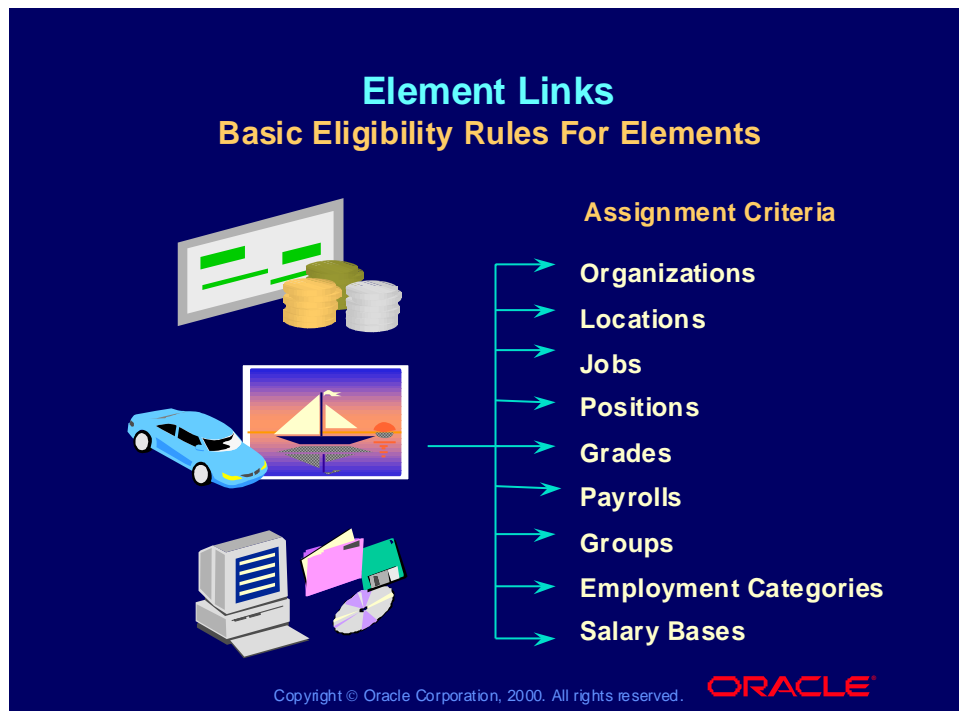 Element Links
Basic Eligibility Rules For Elements
Assignment Criteria
Organizations
Locations
Jobs
Positions
Grades
Payrolls
Groups
Employment Categories
Salary Bases
Copyright © Oracle Corporation, 2000. All rights reserved.
ORACLE®